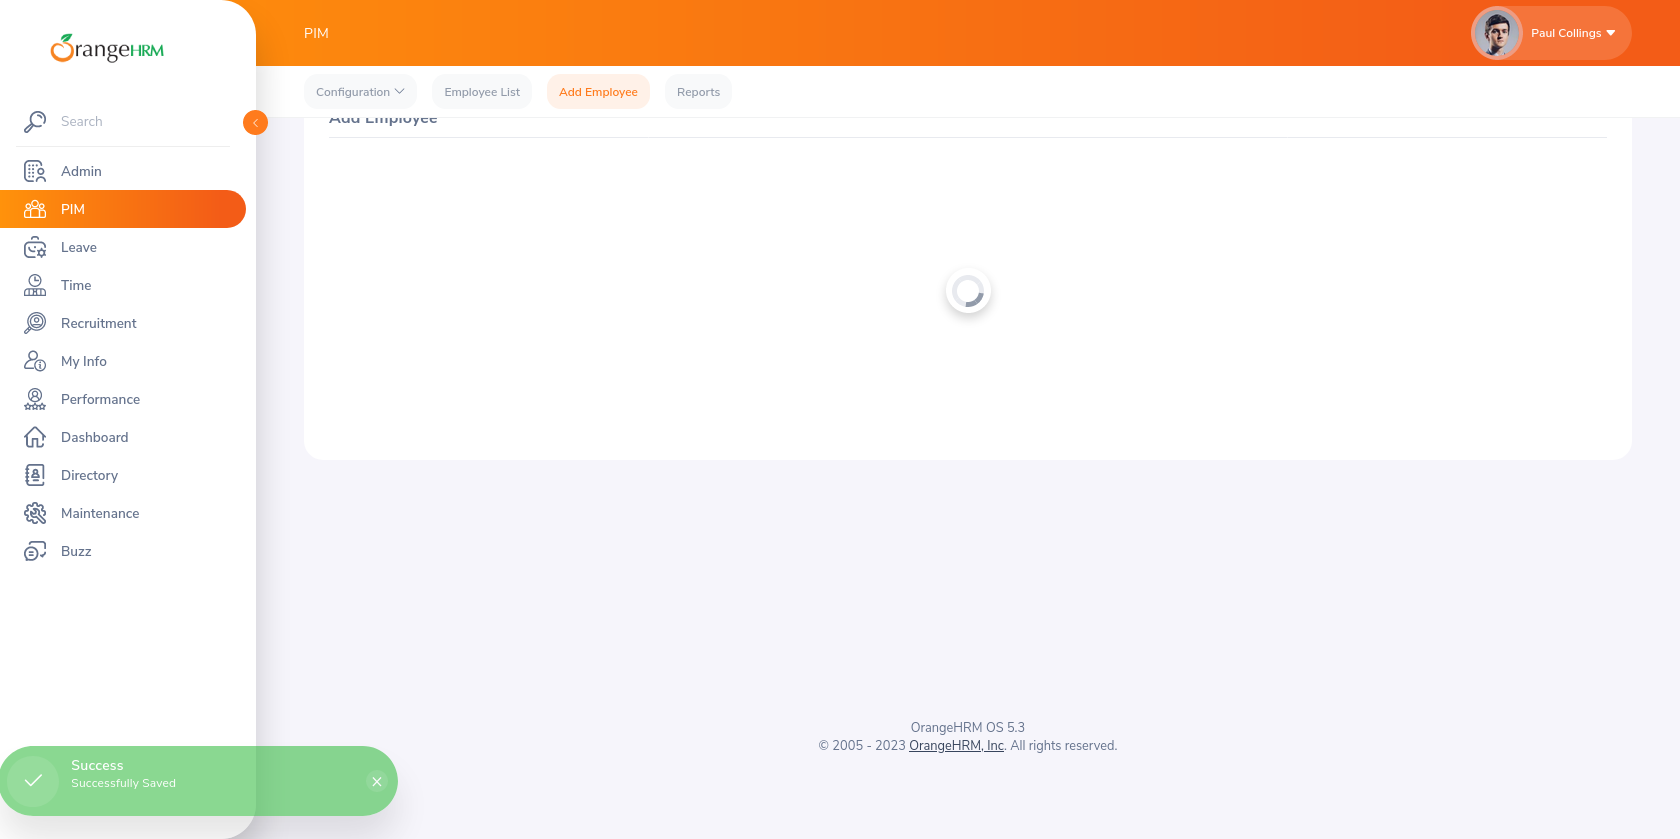 OrangeHRM
PIM
Paul Collings
Configuration
Employee List
Add Employee
Reports
Search
Admin
PIM
Leave
Time
Recruitment
My Info
Performance
Dashboard
Directory
Maintenance
Buzz
Add Employee
OrangeHRM OS 5.3
© 2005 - 2023 OrangeHRM, Inc. All rights reserved.
Success
Successfully Saved